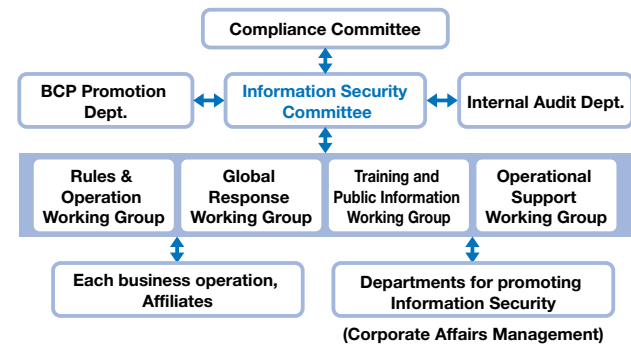 Compliance Committee
BCP Promotion
Dept.
Information Security
Committee
Internal Audit Dept.
Rules &
Operation
Working Group
Global
Response
Working Group
Training and
Public Information
Working Group
Operational
Support
Working Group
Each business operation,
Affiliates
Departments for promoting
Information Security
(Corporate Affairs Management)